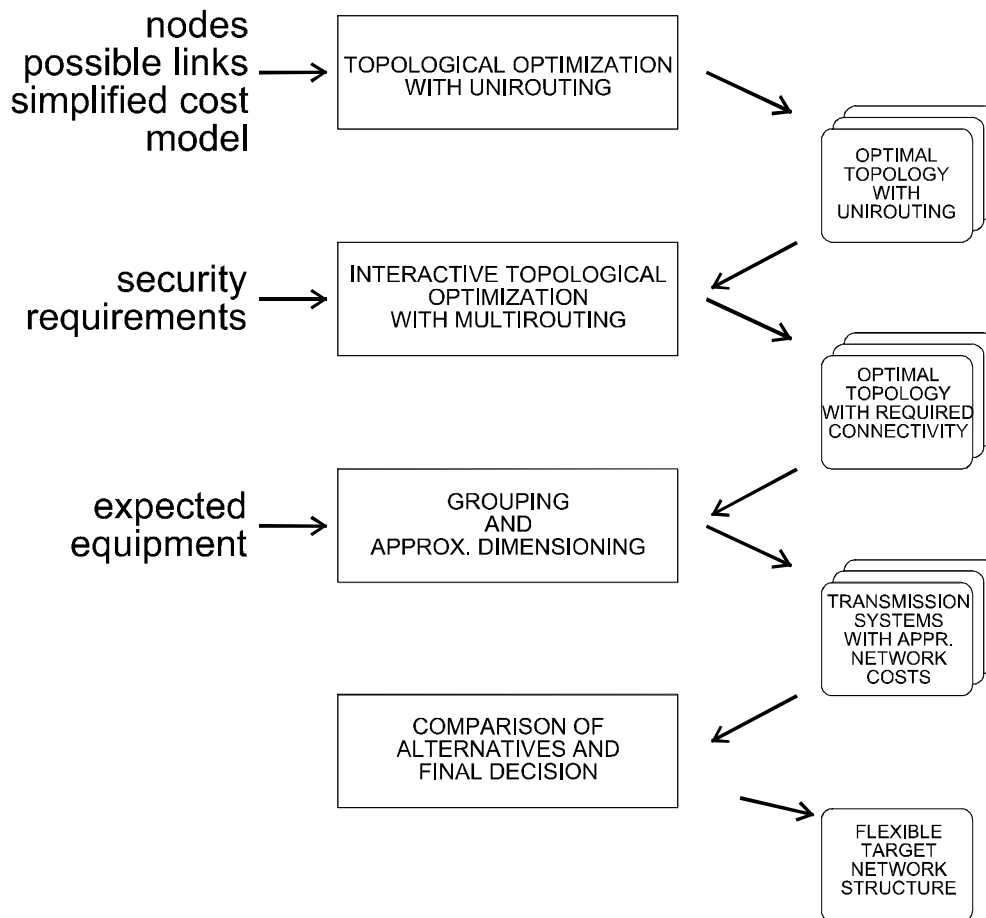 nodes
possible links
simplified cost
model
TOPOLOGICAL OPTIMIZATION
WITH UNIROUTING
OPTIMAL
TOPOLOGY
WITH
UNIROUTING
security
requirements
INTERACTIVE TOPOLOGICAL
OPTIMIZATION
WITH MULTIROUTING
OPTIMAL
TOPOLOGY
WITH REQUIRED
CONNECTIVITY
expected
equipment
GROUPING
AND
APPROX. DIMENSIONING
TRANSMISSION
SYSTEMS
WITH APPR.
NETWORK
COSTS
COMPARISON OF
ALTERNATIVES AND
FINAL DECISION
FLEXIBLE
TARGET
NETWORK
STRUCTURE